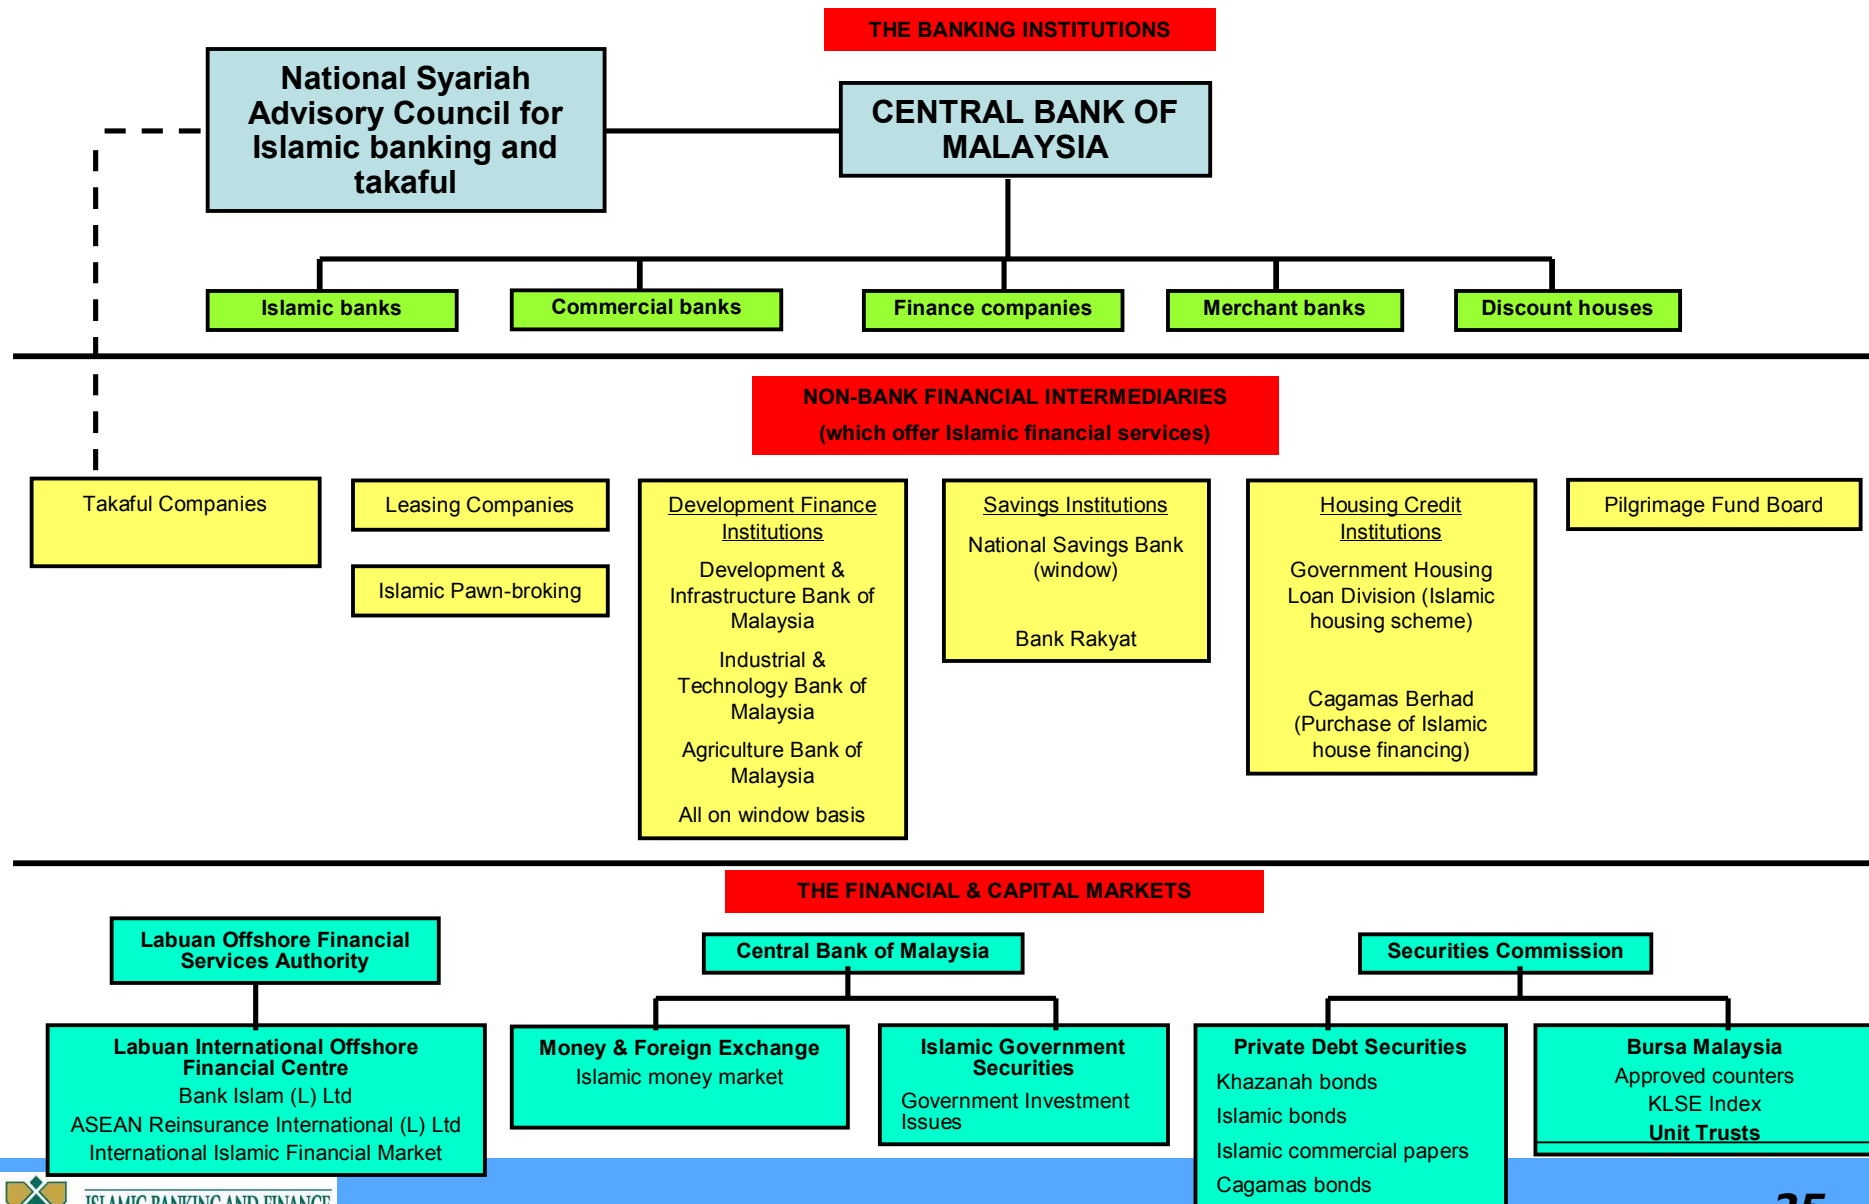 THE BANKING INSTITUTIONS
National Syariah
Advisory Council for
Islamic banking and
takaful
CENTRAL BANK OF
MALAYSIA
Islamic banks
Commercial banks
Finance companies
Merchant banks
Discount houses
NON-BANK FINANCIAL INTERMEDIARIES
(which offer Islamic financial services)
Takaful Companies
Leasing Companies
Islamic Pawn-broking
Development Finance
Institutions
Development &
Infrastructure Bank of
Malaysia
Industrial &
Technology Bank of
Malaysia
Agriculture Bank of
Malaysia
All on window basis
Savings Institutions
National Savings Bank
(window)
Bank Rakyat
Housing Credit
Institutions
Government Housing
Loan Division (Islamic
housing scheme)
Cagamas Berhad
(Purchase of Islamic
house financing)
Pilgrimage Fund Board
THE FINANCIAL & CAPITAL MARKETS
Labuan Offshore Financial
Services Authority
Labuan International Offshore
Financial Centre
Bank Islam (L) Ltd
ASEAN Reinsurance International (L) Ltd
International Islamic Financial Market
Central Bank of Malaysia
Money & Foreign Exchange
Islamic money market
Islamic Government
Securities
Government Investment
Issues
Securities Commission
Private Debt Securities
Khazanah bonds
Islamic bonds
Islamic commercial papers
Cagamas bonds
Bursa Malaysia
Approved counters
KLSE Index
Unit Trusts
ISLAMIC BANKING AND FINANCE
35